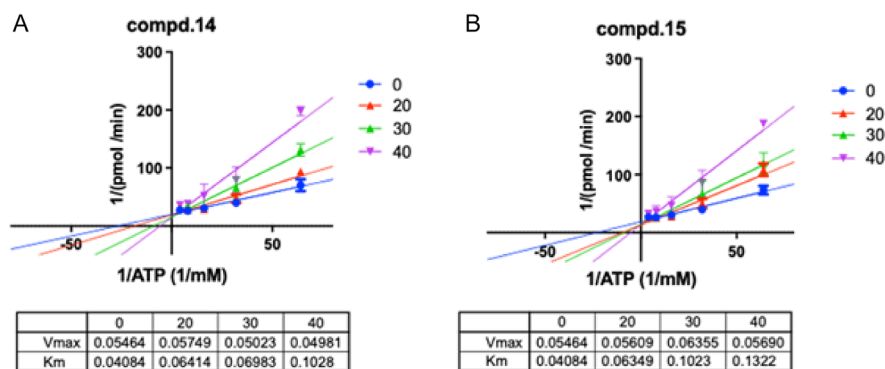 A
compd.14
300
200
100
1/(pmol /min)
0
20
30
40
-50
50
1/ATP (1/mM)
0 20 30 40
Vmax 0.05464 0.05749 0.05023 0.04981
Km 0.04084 0.06414 0.06983 0.1028
B
compd.15
300
200
100
1/(pmol /min)
0
20
30
40
-50
50
1/ATP (1/mM)
0 20 30 40
Vmax 0.05464 0.05609 0.06355 0.05690
Km 0.04084 0.06349 0.1023 0.1322